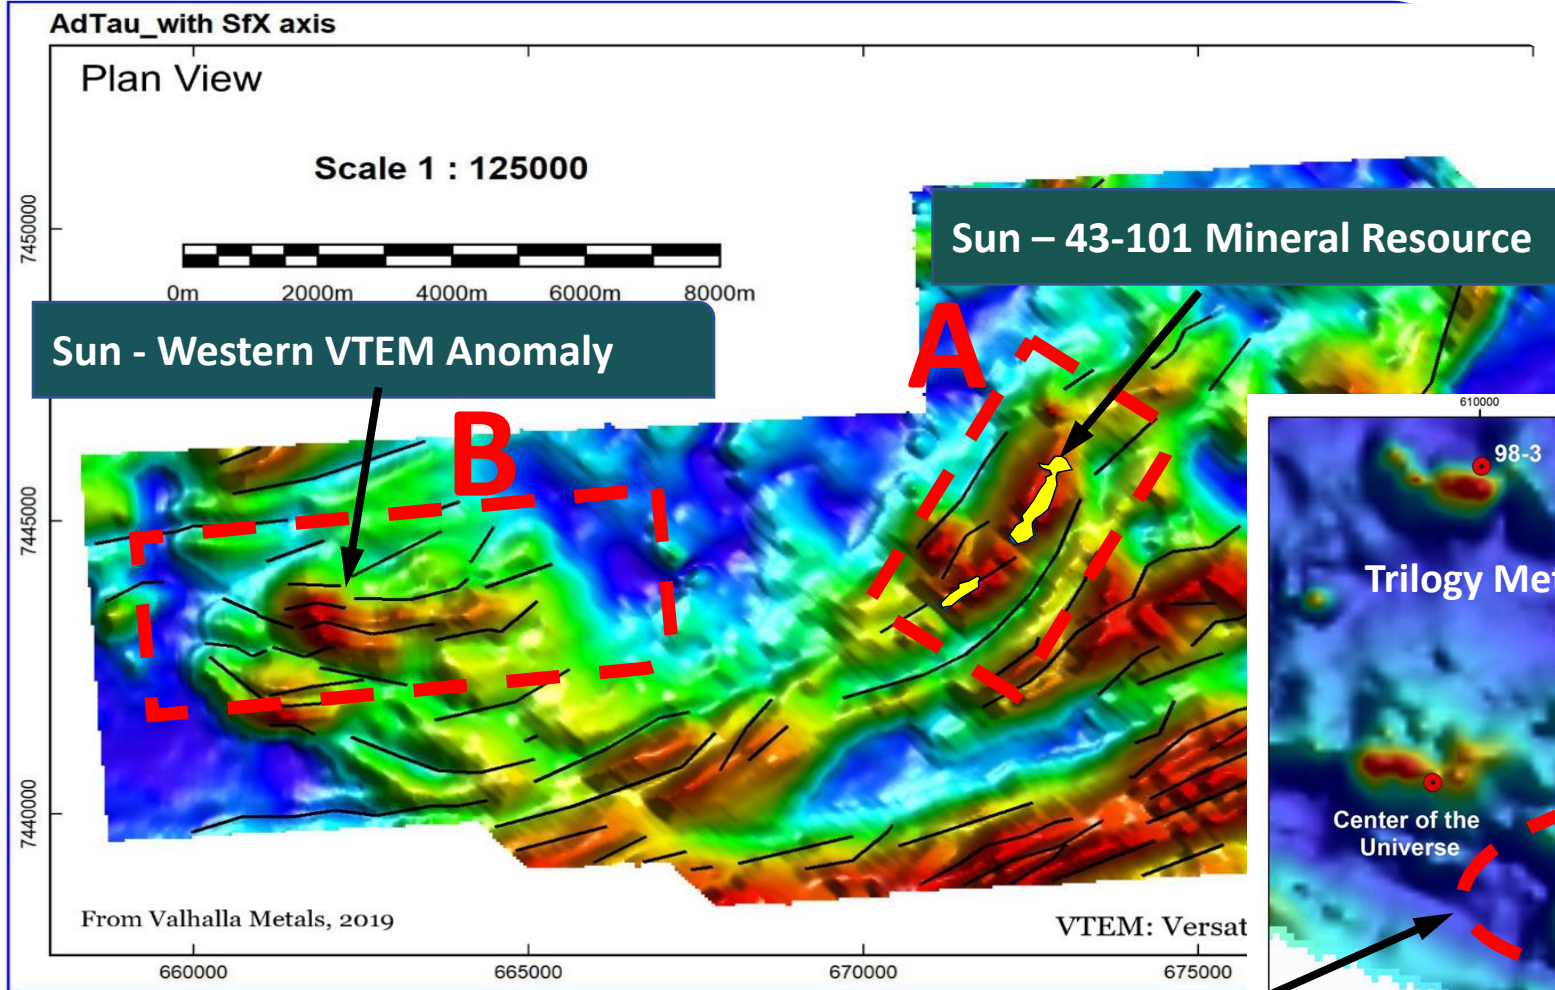 AdTau_with SfX axis
Plan View
Scale 1 : 125000
0m 2000m 4000m 6000m 8000m
7450000
7445000
7440000
Sun – 43-101 Mineral Resource
Sun - Western VTEM Anomaly
A
B
610000
98-3
Trilogy Met
Center of the
Universe
From Valhalla Metals, 2019
VTEM: Versat
660000 665000 670000 675000